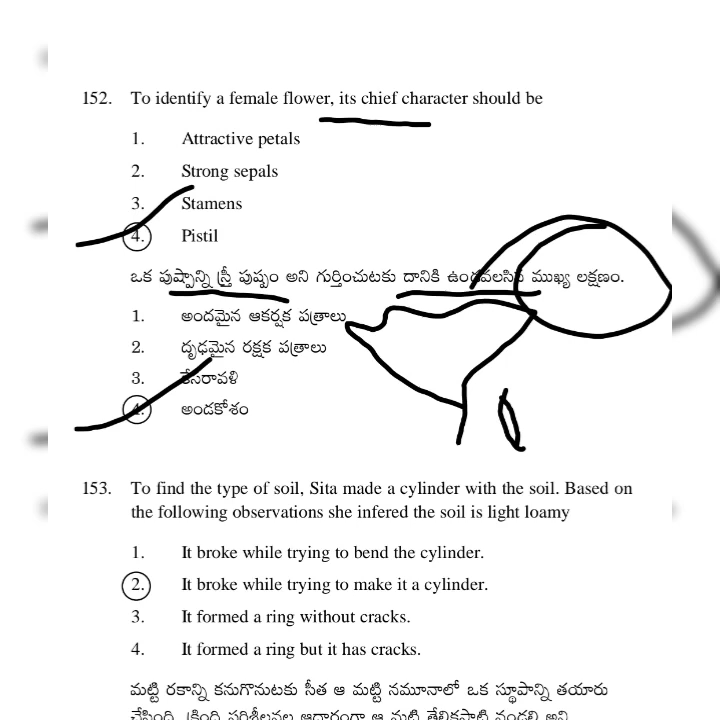 152. To identify a female flower, its chief character should be
1. Attractive petals
2. Strong sepals
3. Stamens
4. Pistil
ఒక పుష్పాన్ని స్త్రీ పుష్పం అని గుర్తించుటకు దానికి ఉండవలసిన ముఖ్య లక్షణం.
1. అందమైన ఆకర్షక పత్రాలు
2. దృఢమైన రక్షక పత్రాలు
3. కేసరావళి
4. అండకోశం
153. To find the type of soil, Sita made a cylinder with the soil. Based on
the following observations she infered the soil is light loamy
1. It broke while trying to bend the cylinder.
2. It broke while trying to make it a cylinder.
3. It formed a ring without cracks.
4. It formed a ring but it has cracks.
మట్టి రకాన్ని కనుగొనుటకు సీత ఆ మట్టి నమూనాలో ఒక స్థూపాన్ని తయారు